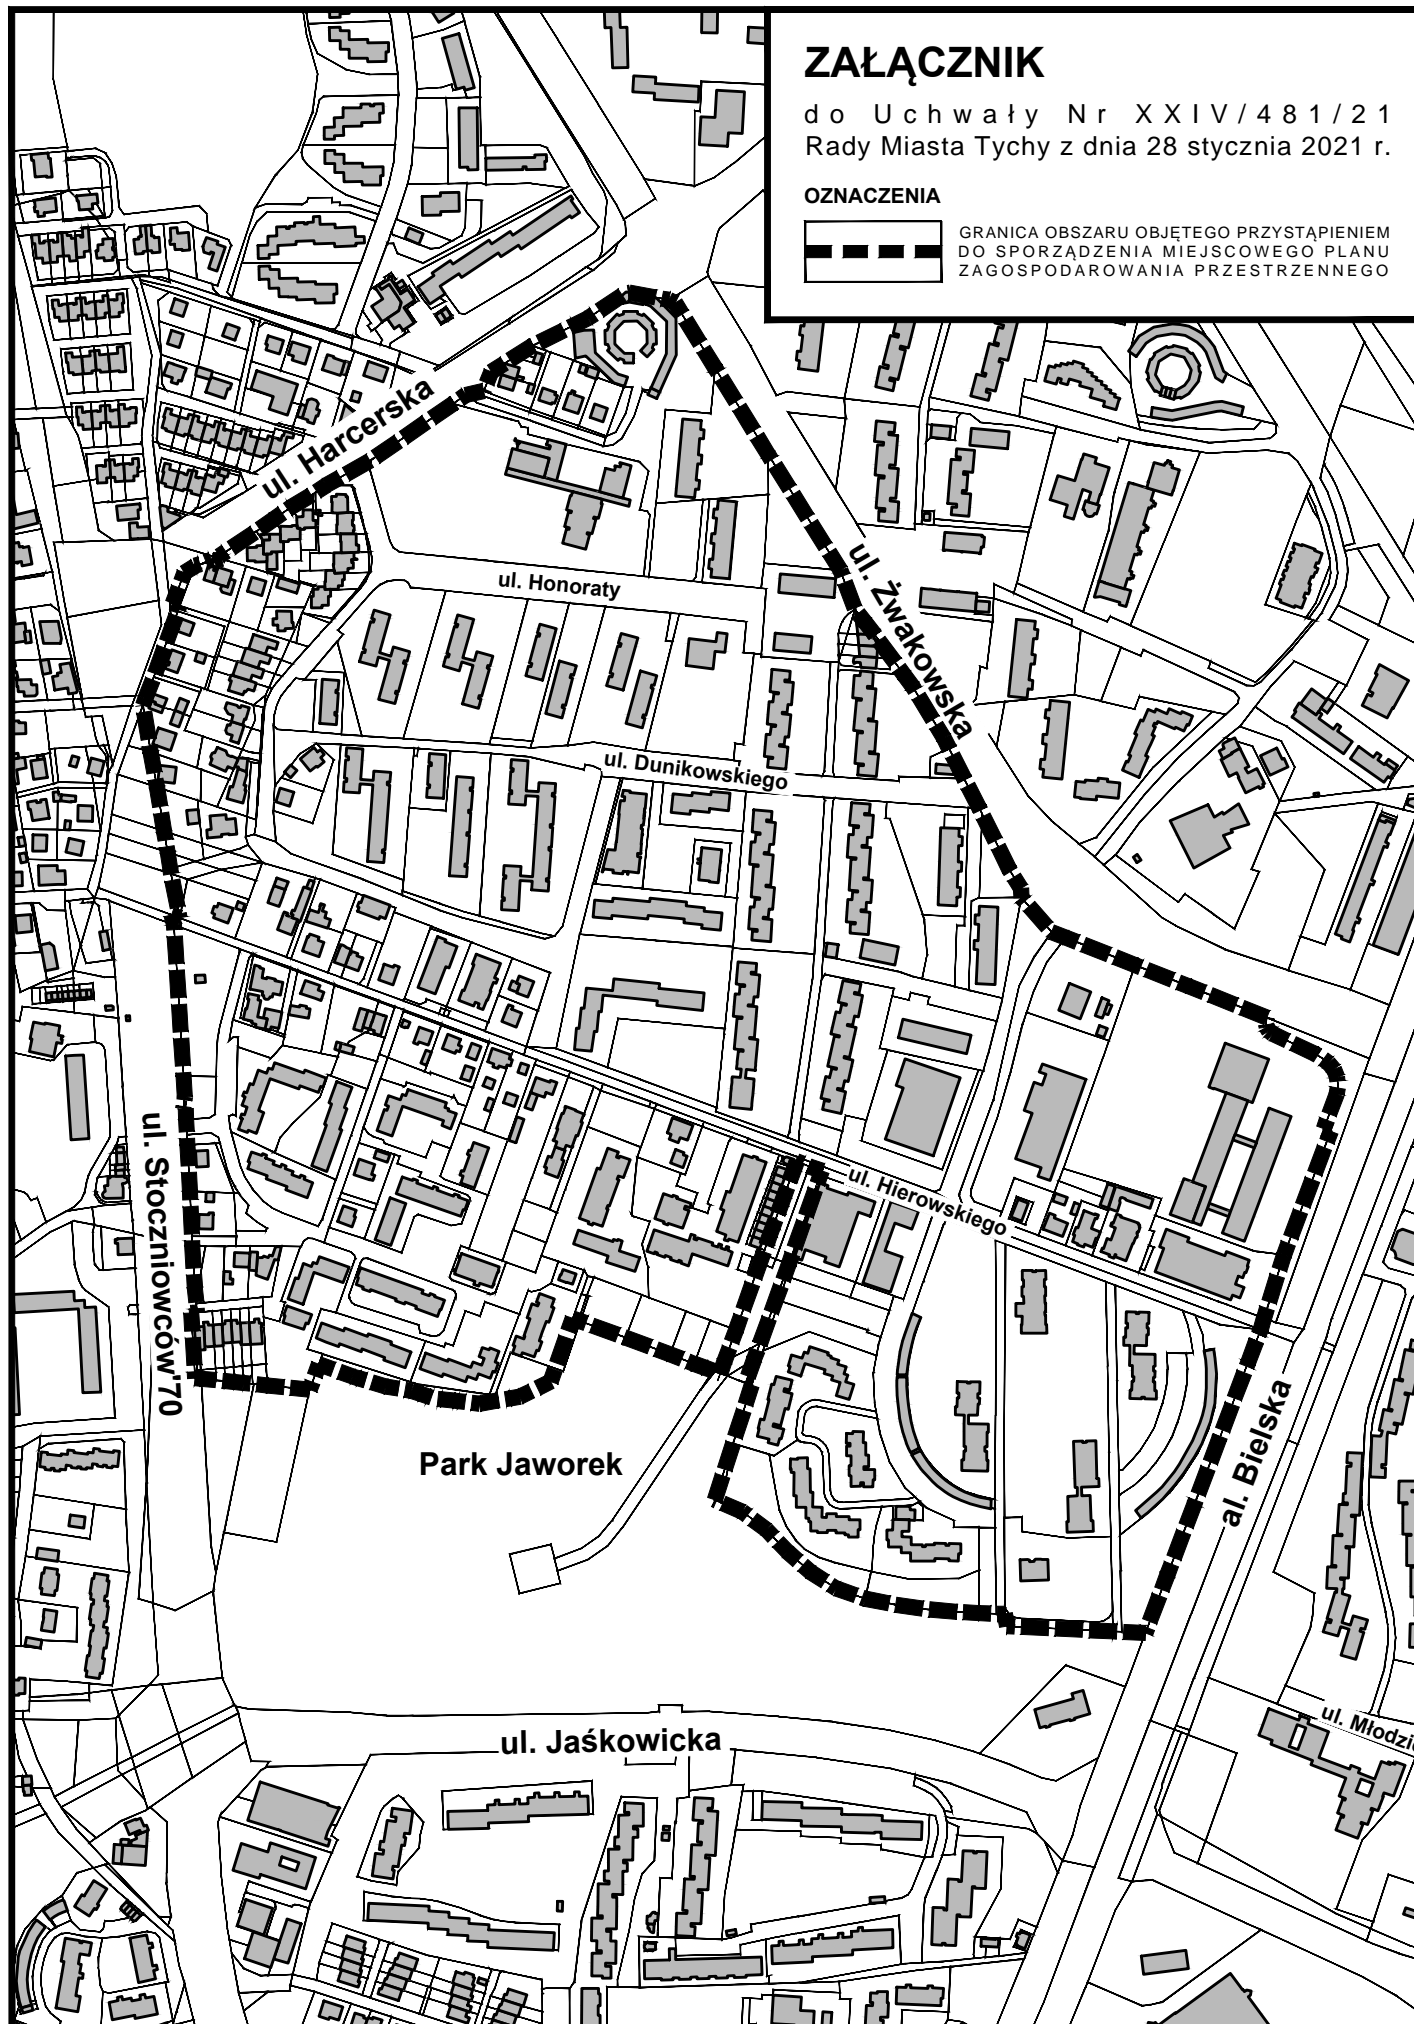 ZAŁĄCZNIK
do Uchwały Nr XXIV/481/21
Rady Miasta Tychy z dnia 28 stycznia 2021 r.
OZNACZENIA
GRANICA OBSZARU OBJĘTEGO PRZYSTĄPIENIEM
DO SPORZĄDZENIA MIEJSCOWEGO PLANU
ZAGOSPODAROWANIA PRZESTRZENNEGO
ul. Harcerska
ul. Honoraty
ul. Żwakowska
ul. Dunikowskiego
ul. Stoczniowców'70
ul. Hierowskiego
al. Bielska
Park Jaworek
ul. Jaśkowicka
ul. Młodzie